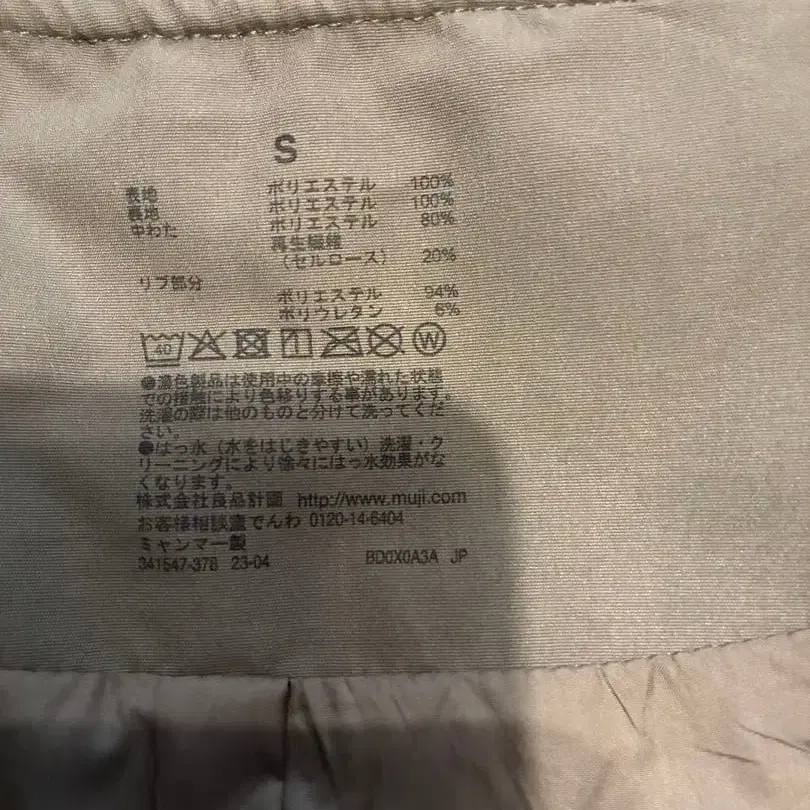 S
表地 ポリエステル 100%
裏地 ポリエステル 100%
中わた ポリエステル 80%
再生繊維
（セルロース） 20%
リブ部分
ポリエステル 94%
ポリウレタン 6%
40 W
●濃色製品は使用中の摩擦や濡れた状態
での接触により色移りする事があります。
洗濯の際は他のものと分けて洗ってくだ
さい。
●はっ水（水をはじきやすい）洗濯・ク
リーニングにより徐々にはっ水効果がな
くなります。
株式会社良品計画 http://www.muji.com
お客様相談室でんわ 0120-14-6404
ミャンマー製
341547-378 23-04 BD0X0A3A JP